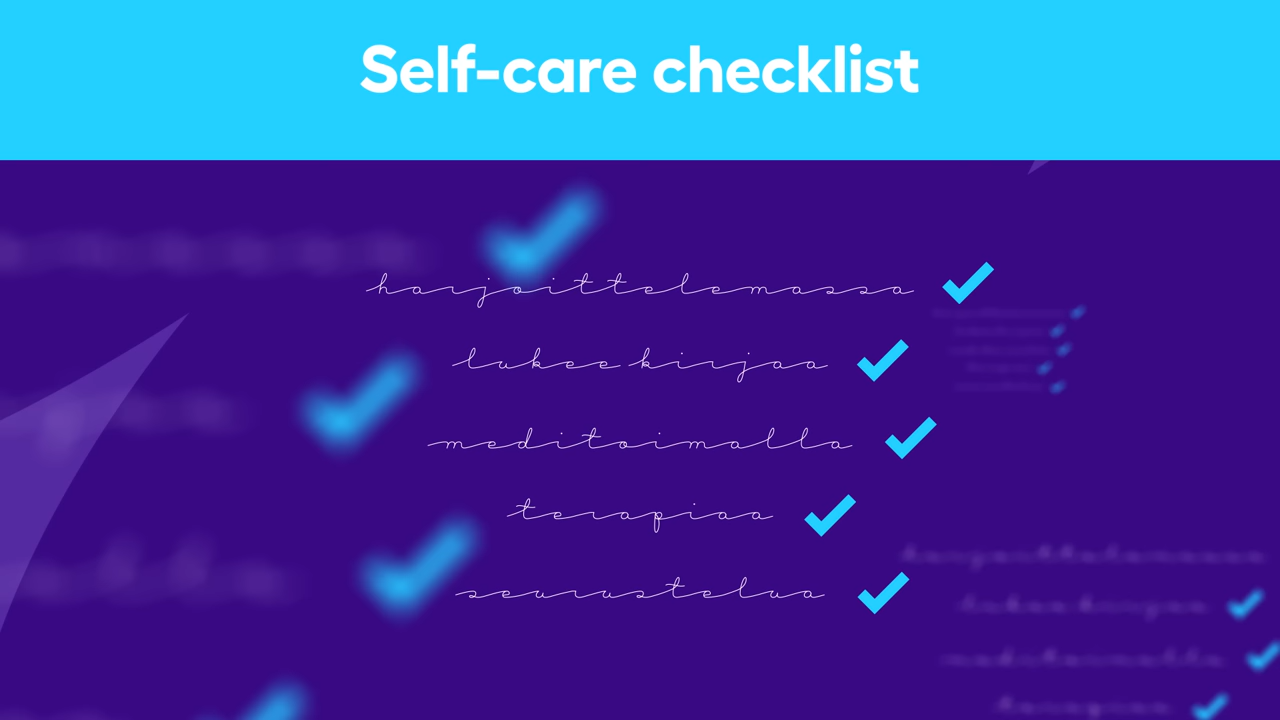 Self-care checklist
harjoittelemassa
lukee kirjaa
meditoimalla
terapiaa
seurustelua